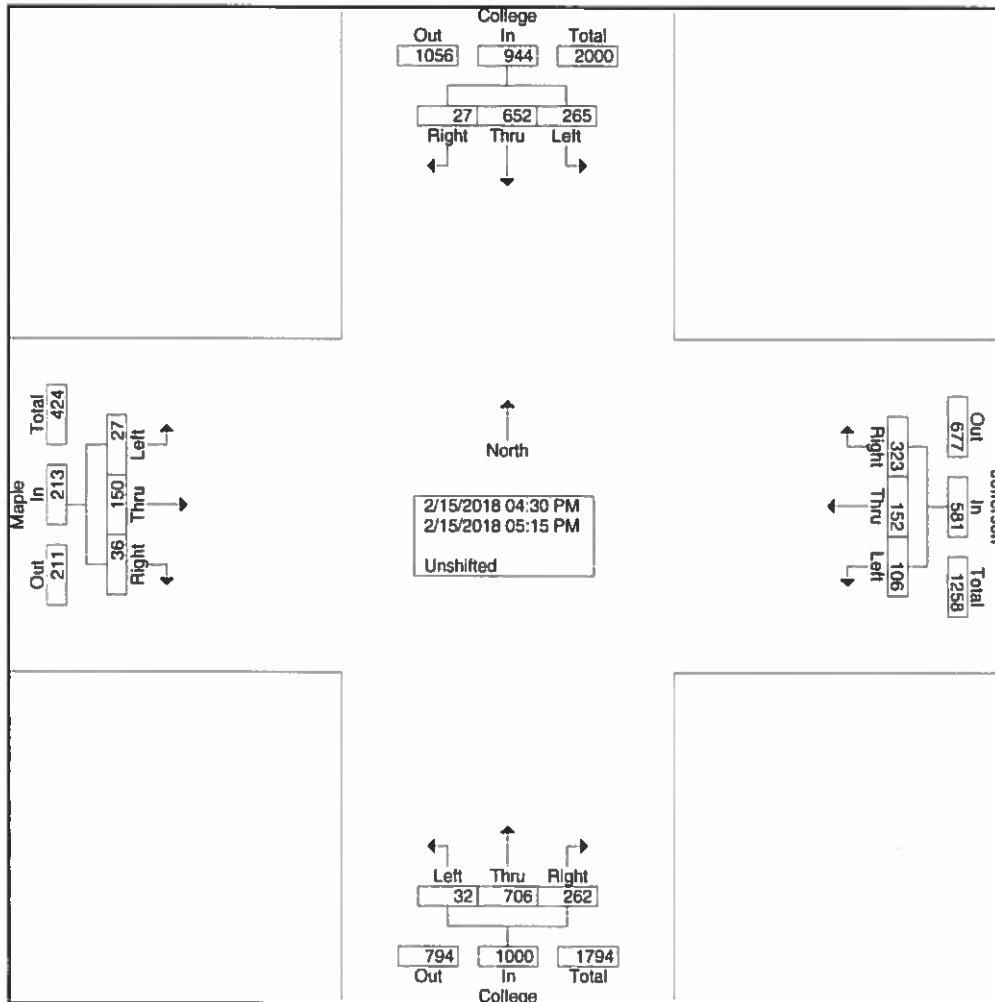 College
Out In Total
1056 944 2000
27 652 265
Right Thru Left
North
2/15/2018 04:30 PM
2/15/2018 05:15 PM
Unshifted
Maple
Total In Out
424 213 211
27 150 36
Left Thru Right
Right Thru Left
323 152 106
Out In Total
677 581 1258
Left Thru Right
32 706 262
794 1000 1794
Out In Total
College